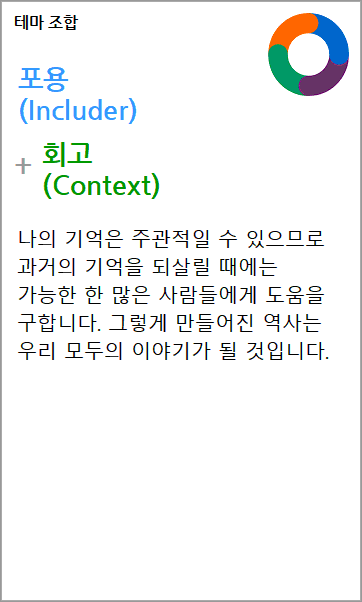 테마 조합
포용
(Includer)
+ 회고
(Context)
나의 기억은 주관적일 수 있으므로
과거의 기억을 되살릴 때에는
가능한 한 많은 사람들에게 도움을
구합니다. 그렇게 만들어진 역사는
우리 모두의 이야기가 될 것입니다.